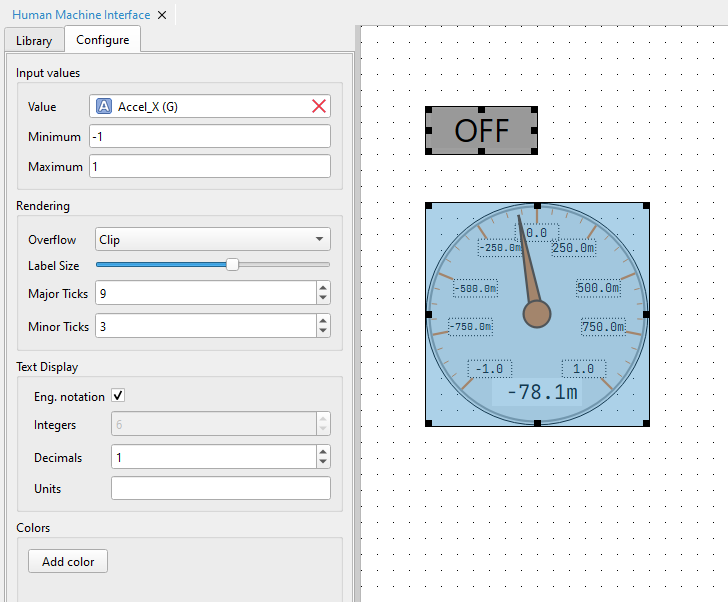 Human Machine Interface
Library
Configure
Input values
Value
A Accel_X (G)
Minimum
-1
Maximum
1
Rendering
Overflow
Clip
Label Size
Major Ticks
9
Minor Ticks
3
Text Display
Eng. notation
Integers
6
Decimals
1
Units
Colors
Add color
OFF
0.0
-250.0m
250.0m
-500.0m
500.0m
-750.0m
750.0m
-1.0
1.0
-78.1m